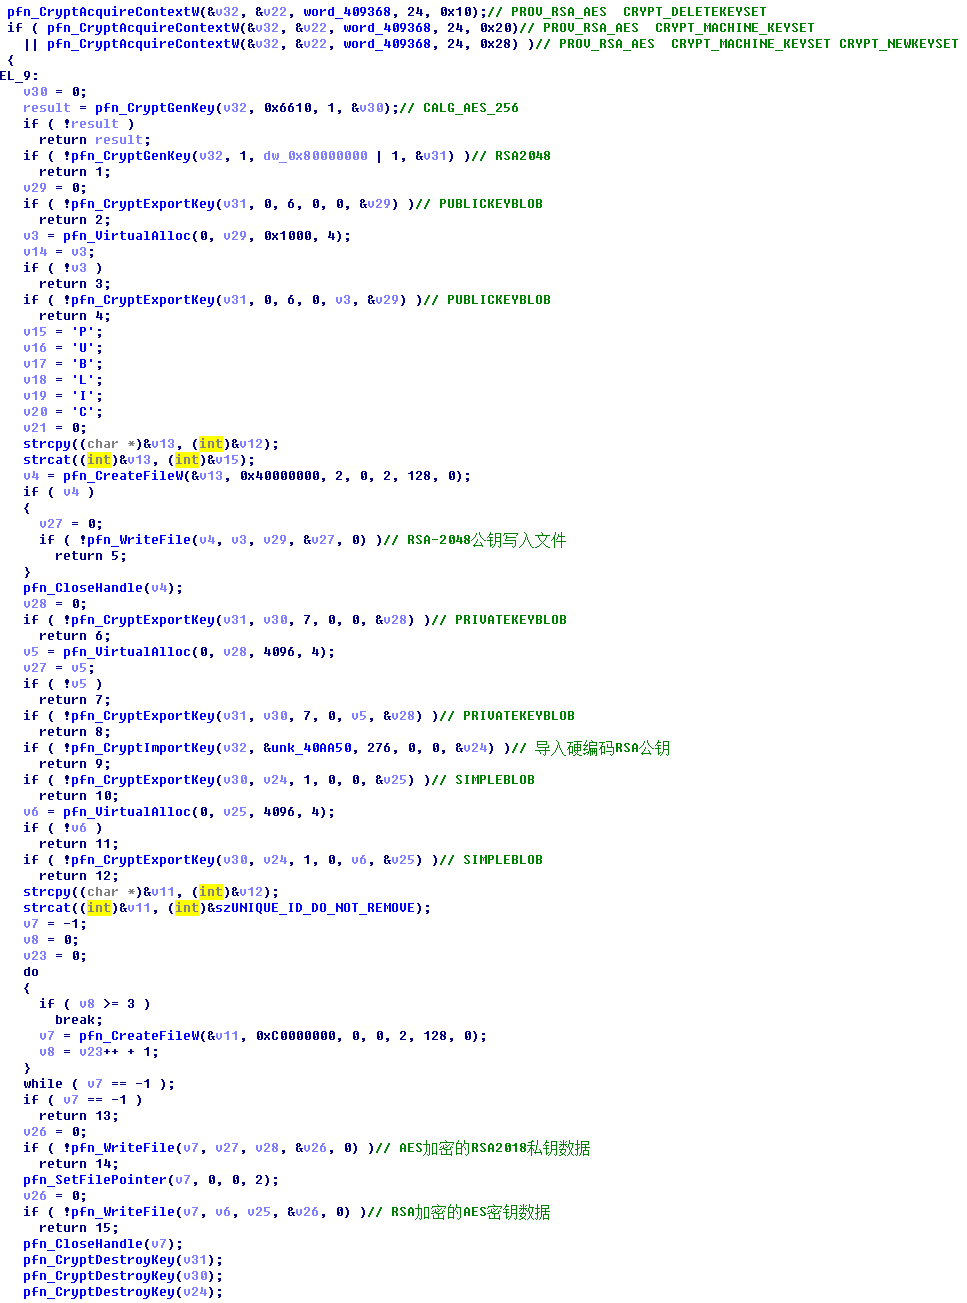 pfn_CryptAcquireContextW(&v32, &v22, word_409368, 24, 0x10);// PROV_RSA_AES  CRYPT_DELETEKEYSET
if ( pfn_CryptAcquireContextW(&v32, &v22, word_409368, 24, 0x20)// PROV_RSA_AES  CRYPT_MACHINE_KEYSET
|| pfn_CryptAcquireContextW(&v32, &v22, word_409368, 24, 0x28) )// PROV_RSA_AES  CRYPT_MACHINE_KEYSET CRYPT_NEWKEYSET
{
EL_9:
v30 = 0;
result = pfn_CryptGenKey(v32, 0x6610, 1, &v30);// CALG_AES_256
if ( !result )
return result;
if ( !pfn_CryptGenKey(v32, 1, dw_0x80000000 | 1, &v31) )// RSA2048
return 1;
v29 = 0;
if ( !pfn_CryptExportKey(v31, 0, 6, 0, 0, &v29) )// PUBLICKEYBLOB
return 2;
v3 = pfn_VirtualAlloc(0, v29, 0x1000, 4);
v14 = v3;
if ( !v3 )
return 3;
if ( !pfn_CryptExportKey(v31, 0, 6, 0, v3, &v29) )// PUBLICKEYBLOB
return 4;
v15 = 'P';
v16 = 'U';
v17 = 'B';
v18 = 'L';
v19 = 'I';
v20 = 'C';
v21 = 0;
strcpy((char *)&v13, (int)&v12);
strcat((int)&v13, (int)&v15);
v4 = pfn_CreateFileW(&v13, 0x40000000, 2, 0, 2, 128, 0);
if ( v4 )
{
v27 = 0;
if ( !pfn_WriteFile(v4, v3, v29, &v27, 0) )// RSA-2048公钥写入文件
return 5;
}
pfn_CloseHandle(v4);
v28 = 0;
if ( !pfn_CryptExportKey(v31, v30, 7, 0, 0, &v28) )// PRIVATEKEYBLOB
return 6;
v5 = pfn_VirtualAlloc(0, v28, 4096, 4);
v27 = v5;
if ( !v5 )
return 7;
if ( !pfn_CryptExportKey(v31, v30, 7, 0, v5, &v28) )// PRIVATEKEYBLOB
return 8;
if ( !pfn_CryptImportKey(v32, &unk_40AA50, 276, 0, 0, &v24) )// 导入硬编码RSA公钥
return 9;
if ( !pfn_CryptExportKey(v30, v24, 1, 0, 0, &v25) )// SIMPLEBLOB
return 10;
v6 = pfn_VirtualAlloc(0, v25, 4096, 4);
if ( !v6 )
return 11;
if ( !pfn_CryptExportKey(v30, v24, 1, 0, v6, &v25) )// SIMPLEBLOB
return 12;
strcpy((char *)&v11, (int)&v12);
strcat((int)&v11, (int)&szUNIQUE_ID_DO_NOT_REMOVE);
v7 = -1;
v8 = 0;
v23 = 0;
do
{
if ( v8 >= 3 )
break;
v7 = pfn_CreateFileW(&v11, 0xC0000000, 0, 0, 2, 128, 0);
v8 = v23++ + 1;
}
while ( v7 == -1 );
if ( v7 == -1 )
return 13;
v26 = 0;
if ( !pfn_WriteFile(v7, v27, v28, &v26, 0) )// AES加密的RSA2018私钥数据
return 14;
pfn_SetFilePointer(v7, 0, 0, 2);
v26 = 0;
if ( !pfn_WriteFile(v7, v6, v25, &v26, 0) )// RSA加密的AES密钥数据
return 15;
pfn_CloseHandle(v7);
pfn_CryptDestroyKey(v31);
pfn_CryptDestroyKey(v30);
pfn_CryptDestroyKey(v24);